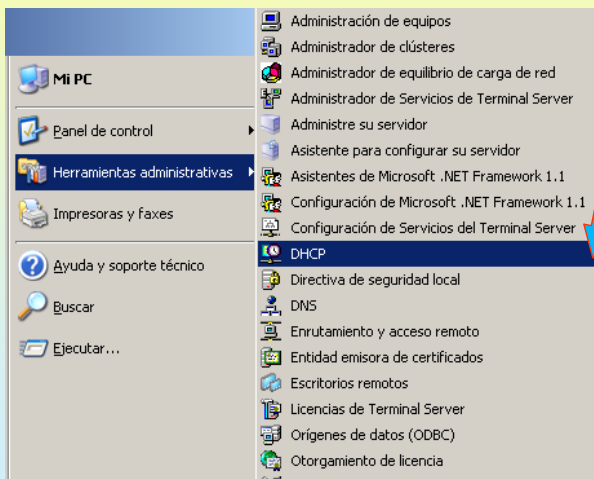 Mi PC
Panel de control
Herramientas administrativas
Impresoras y faxes
Ayuda y soporte técnico
Buscar
Ejecutar...
Administración de equipos
Administrador de clústeres
Administrador de equilibrio de carga de red
Administrador de Servicios de Terminal Server
Administre su servidor
Asistente para configurar su servidor
Asistentes de Microsoft .NET Framework 1.1
Configuración de Microsoft .NET Framework 1.1
Configuración de Servicios del Terminal Server
DHCP
Directiva de seguridad local
DNS
Enrutamiento y acceso remoto
Entidad emisora de certificados
Escritorios remotos
Licencias de Terminal Server
Orígenes de datos (ODBC)
Otorgamiento de licencia